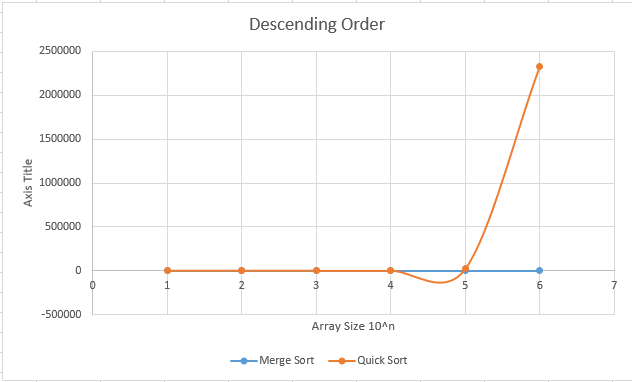 Descending Order
2500000
2000000
1500000
1000000
500000
0
-500000
Axis Title
0 1 2 3 4 5 6 7
Array Size 10^n
Merge Sort Quick Sort